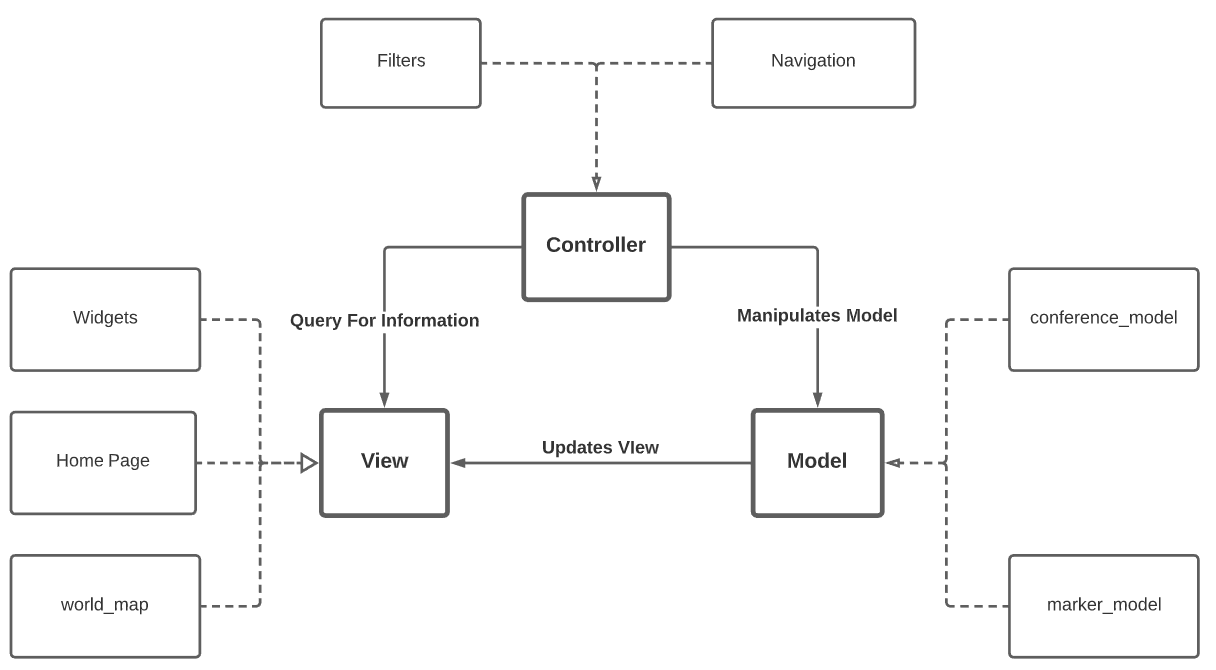 Filters
Navigation
Controller
Widgets
Query For Information
Manipulates Model
conference_model
Home Page
View
Updates VIew
Model
world_map
marker_model